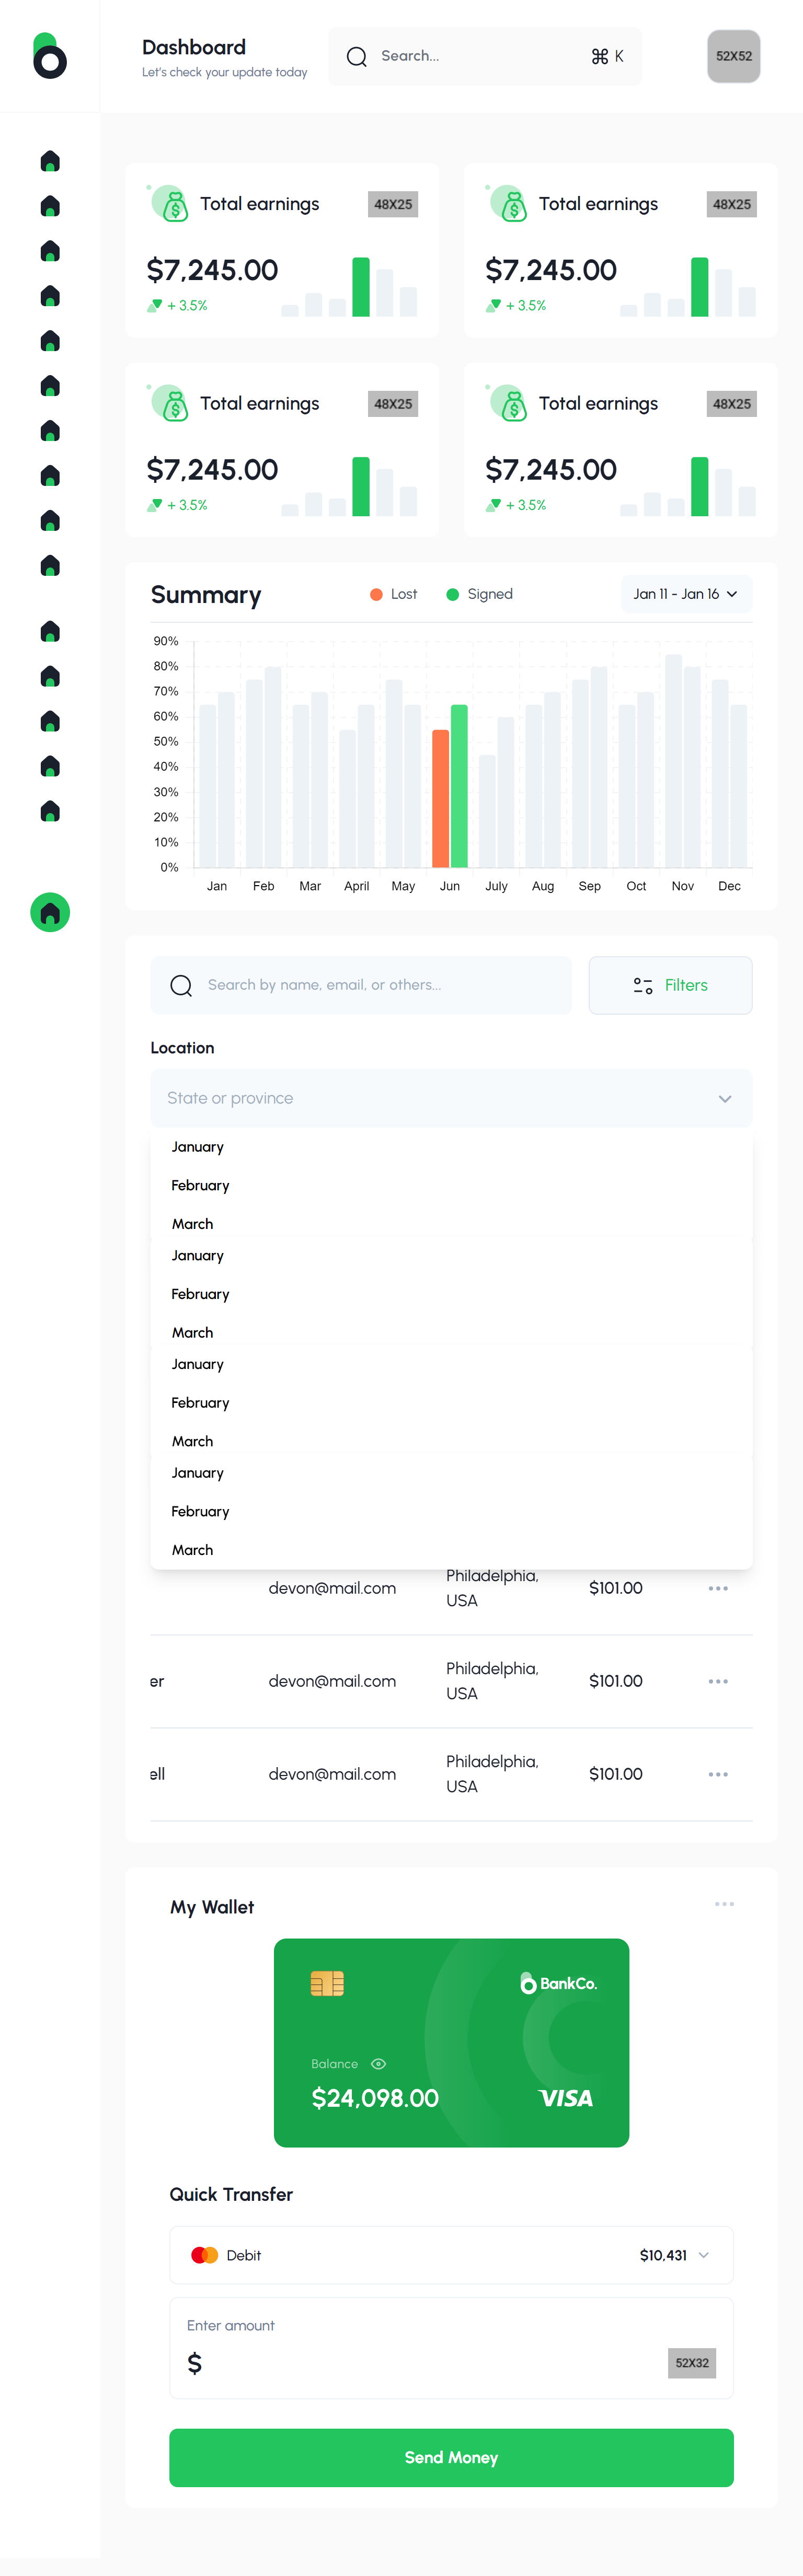 Dashboard
Let's check your update today
Search...
⌘ K
52X52
Total earnings
48X25
$7,245.00
+ 3.5%
Total earnings
48X25
$7,245.00
+ 3.5%
Total earnings
48X25
$7,245.00
+ 3.5%
Total earnings
48X25
$7,245.00
+ 3.5%
Summary
Lost
Signed
Jan 11 - Jan 16
90%
80%
70%
60%
50%
40%
30%
20%
10%
0%
Jan Feb Mar April May Jun July Aug Sep Oct Nov Dec
Search by name, email, or others...
Filters
Location
State or province
January
February
March
January
February
March
January
February
March
January
February
March
devon@mail.com
Philadelphia,
USA
$101.00
er
devon@mail.com
Philadelphia,
USA
$101.00
ell
devon@mail.com
Philadelphia,
USA
$101.00
My Wallet
BankCo.
Balance
$24,098.00
VISA
Quick Transfer
Debit
$10,431
Enter amount
$
52X32
Send Money